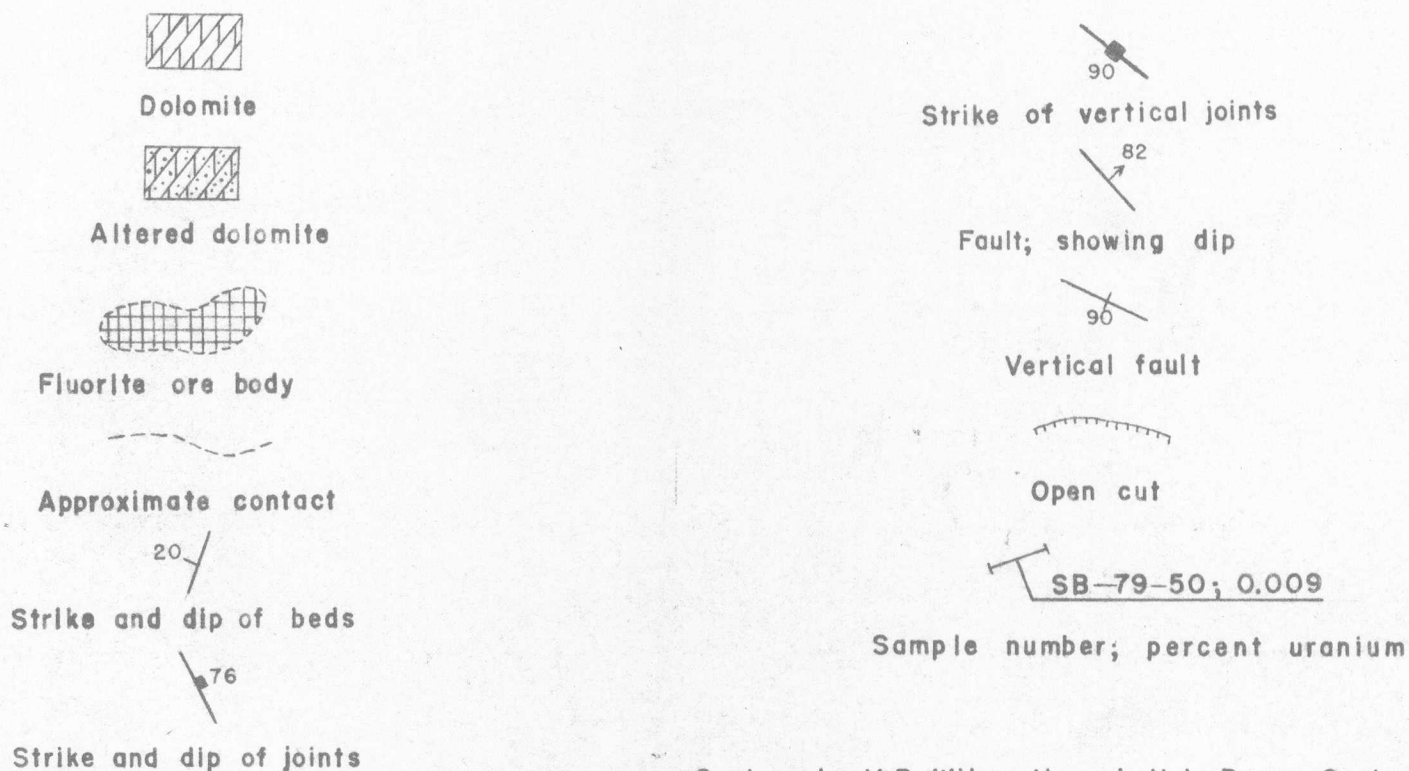 Dolomite
Altered dolomite
Fluorite ore body
Approximate contact
20
Strike and dip of beds
76
Strike and dip of joints
90
Strike of vertical joints
82
Fault; showing dip
90
Vertical fault
Open cut
SB-79-50; 0.009
Sample number; percent uranium